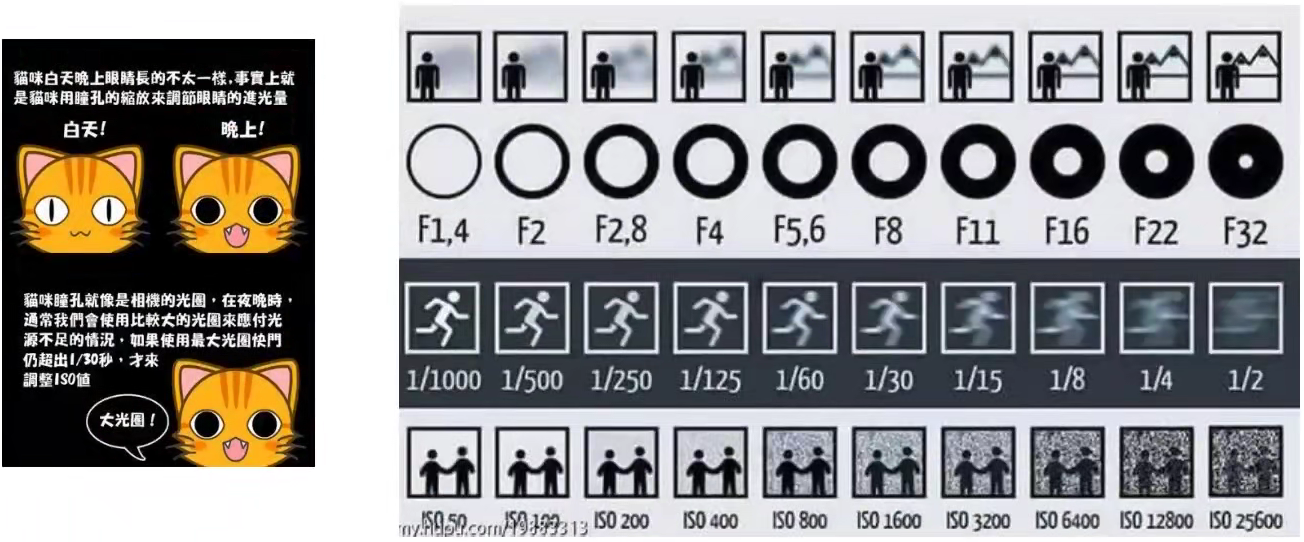 貓咪白天晚上眼睛長的不太一樣,事實上就
是貓咪用瞳孔的縮放來調節眼睛的進光量
白天!
晚上!
貓咪瞳孔就像是相機的光圈，在夜晚時，
通常我們會使用比較大的光圈來應付光
源不足的情況，如果使用最大光圈快門
仍超出1/30秒，才來
調整ISO值
大光圈！
F1,4 F2 F2,8 F4 F5,6 F8 F11 F16 F22 F32
1/1000 1/500 1/250 1/125 1/60 1/30 1/15 1/8 1/4 1/2
ISO 50 ISO 100 ISO 200 ISO 400 ISO 800 ISO 1600 ISO 3200 ISO 6400 ISO 12800 ISO 25600
my.hupu.com/19883313